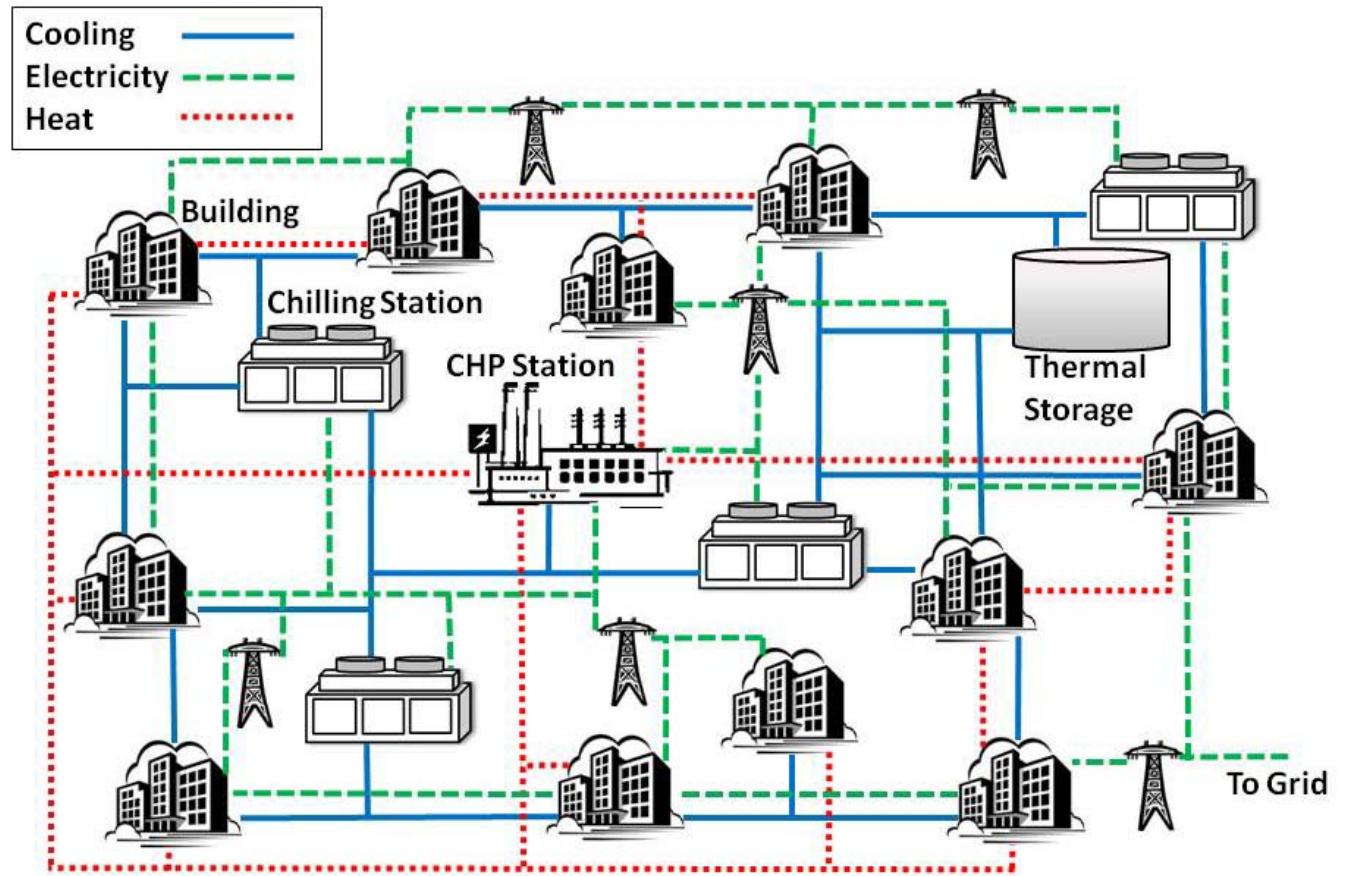 Cooling
Electricity
Heat
Building
Chilling Station
CHP Station
Thermal
Storage
To Grid